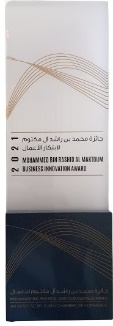 2021
جائزة محمد بن راشد آل مكتوم
لابتكار الأعمال
MOHAMMED BIN RASHID AL MAKTOUM
BUSINESS INNOVATION AWARD